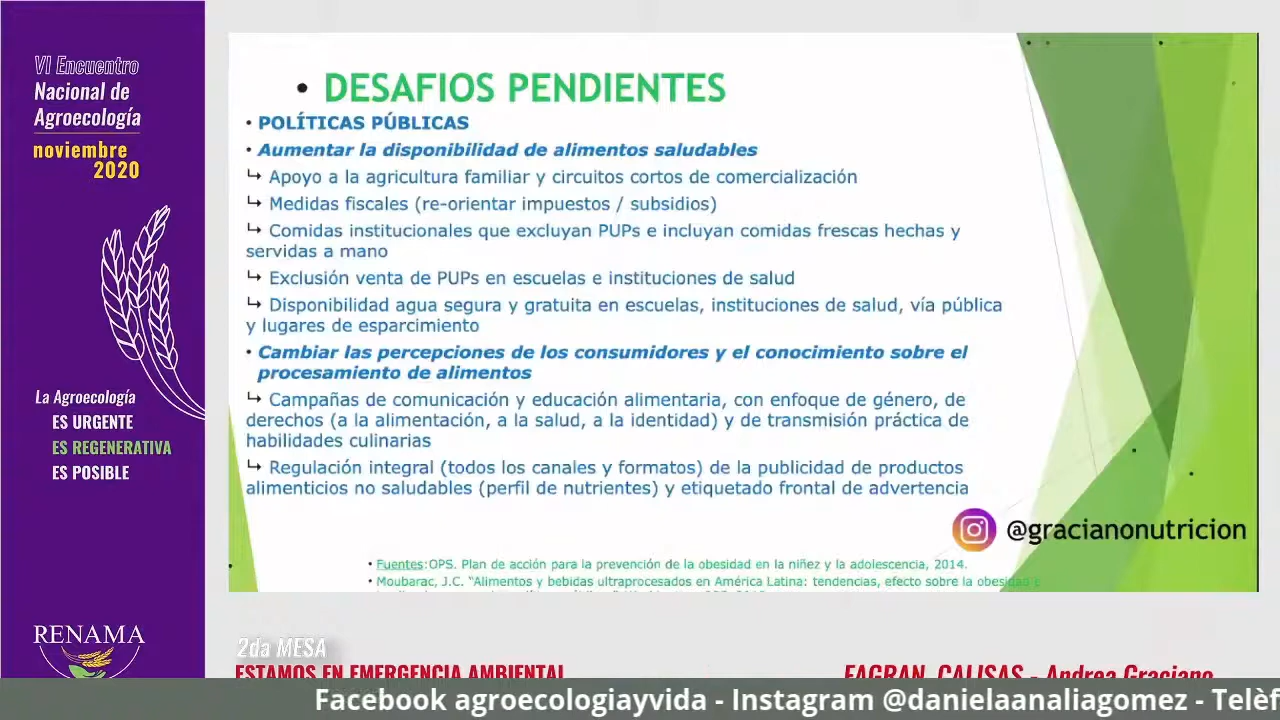 VI Encuentro
Nacional de
Agroecología
noviembre
2020
La Agroecología
ES URGENTE
ES REGENERATIVA
ES POSIBLE
RENAMA
• DESAFIOS PENDIENTES
• POLÍTICAS PÚBLICAS
• Aumentar la disponibilidad de alimentos saludables
↳ Apoyo a la agricultura familiar y circuitos cortos de comercialización
↳ Medidas fiscales (re-orientar impuestos / subsidios)
↳ Comidas institucionales que excluyan PUPs e incluyan comidas frescas hechas y
servidas a mano
↳ Exclusión venta de PUPs en escuelas e instituciones de salud
↳ Disponibilidad agua segura y gratuita en escuelas, instituciones de salud, vía pública
y lugares de esparcimiento
• Cambiar las percepciones de los consumidores y el conocimiento sobre el
procesamiento de alimentos
↳ Campañas de comunicación y educación alimentaria, con enfoque de género, de
derechos (a la alimentación, a la salud, a la identidad) y de transmisión práctica de
habilidades culinarias
↳ Regulación integral (todos los canales y formatos) de la publicidad de productos
alimenticios no saludables (perfil de nutrientes) y etiquetado frontal de advertencia
@gracianonutricion
• Fuentes:OPS. Plan de acción para la prevención de la obesidad en la niñez y la adolescencia, 2014.
• Moubarac, J.C. "Alimentos y bebidas ultraprocesados en América Latina: tendencias, efecto sobre la obesidad e
2da MESA
ESTAMOS EN EMERGENCIA AMBIENTAL
FAGRAN, CALISAS - Andrea Graciano
Facebook agroecologiayvida - Instagram @danielaanaliagomez - Telèf